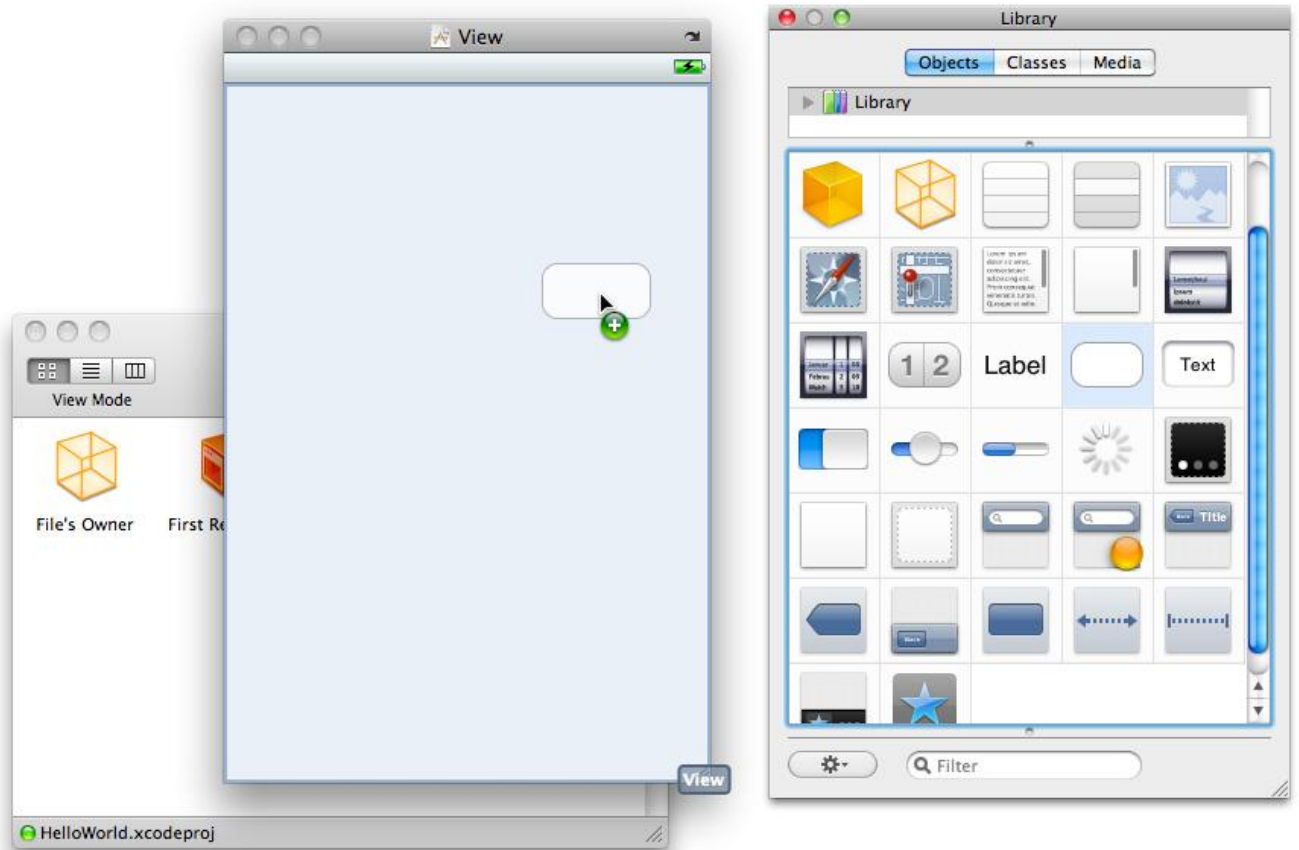 View
View Mode
File's Owner
First Re
View
HelloWorld.xcodeproj
Library
Objects Classes Media
Library
1 2
Label
Text
Title
Filter